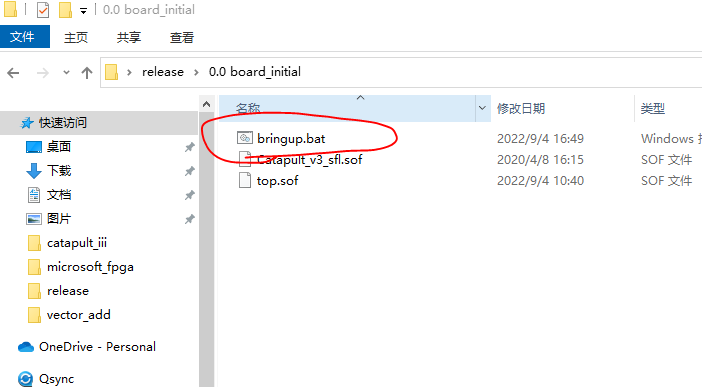 0.0 board_initial
文件 主页 共享 查看
release 0.0 board_initial
名称 修改日期 类型
快速访问
bringup.bat 2022/9/4 16:49 Windows
桌面
Catapult_v3_sfl.sof 2020/4/8 16:15 SOF 文件
下载
top.sof 2022/9/4 10:40 SOF 文件
文档
图片
catapult_iii
microsoft_fpga
release
vector_add
OneDrive - Personal
Qsync